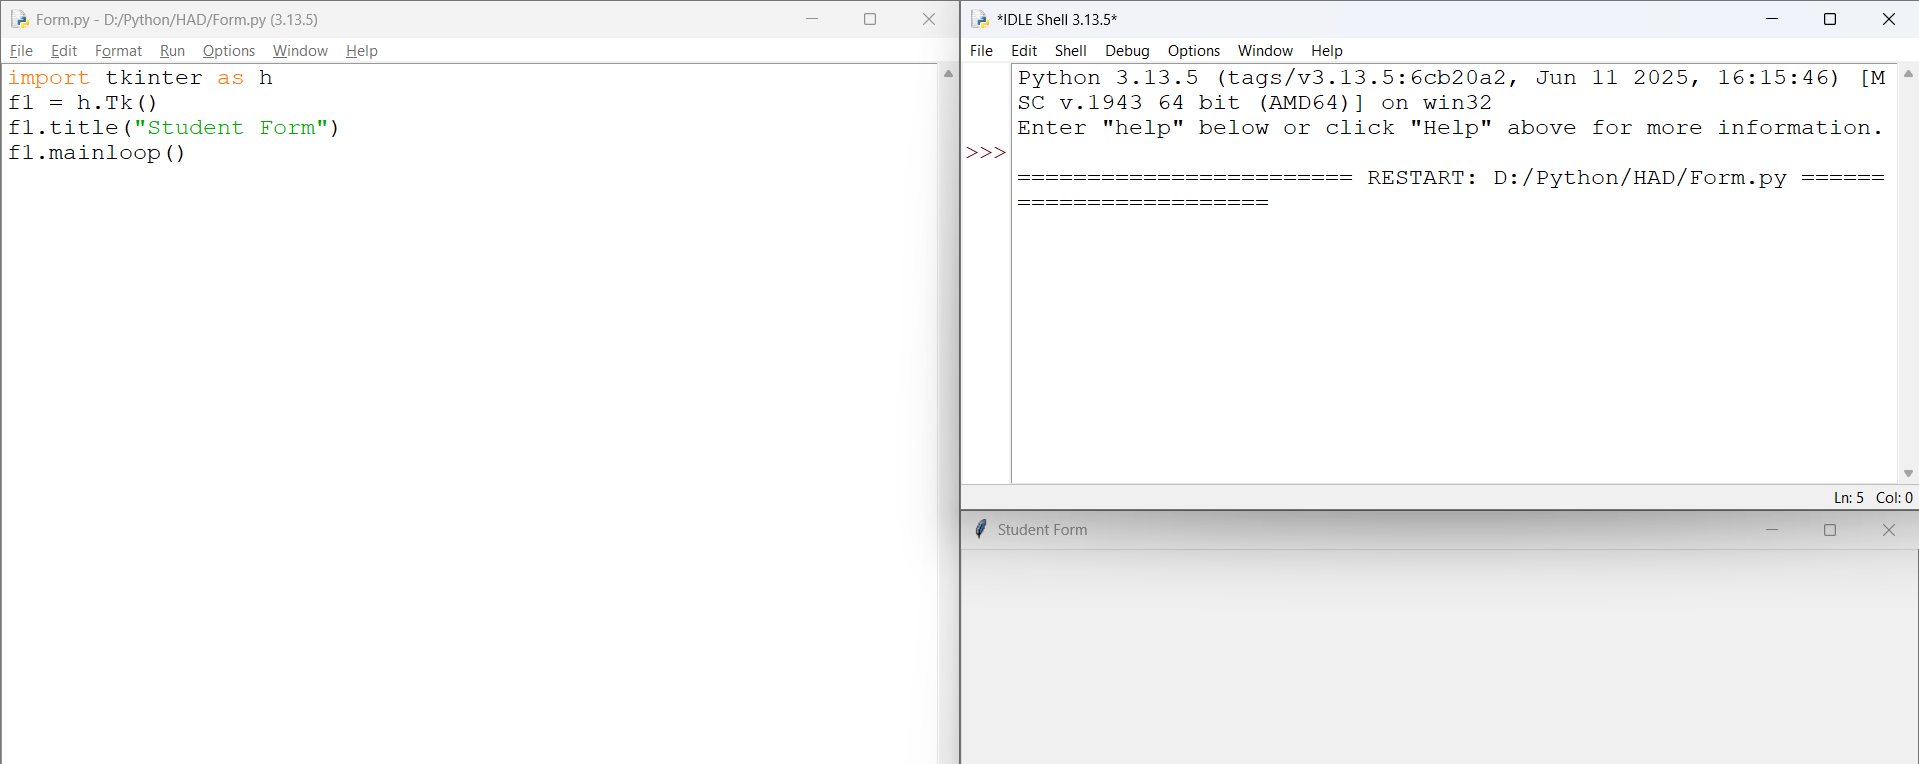 Form.py - D:/Python/HAD/Form.py (3.13.5)
File Edit Format Run Options Window Help
import tkinter as h
f1 = h.Tk()
f1.title("Student Form")
f1.mainloop()
*IDLE Shell 3.13.5*
File Edit Shell Debug Options Window Help
Python 3.13.5 (tags/v3.13.5:6cb20a2, Jun 11 2025, 16:15:46) [M
SC v.1943 64 bit (AMD64)] on win32
Enter "help" below or click "Help" above for more information.
>>>
======================== RESTART: D:/Python/HAD/Form.py ======
==================
Ln: 5 Col: 0
Student Form